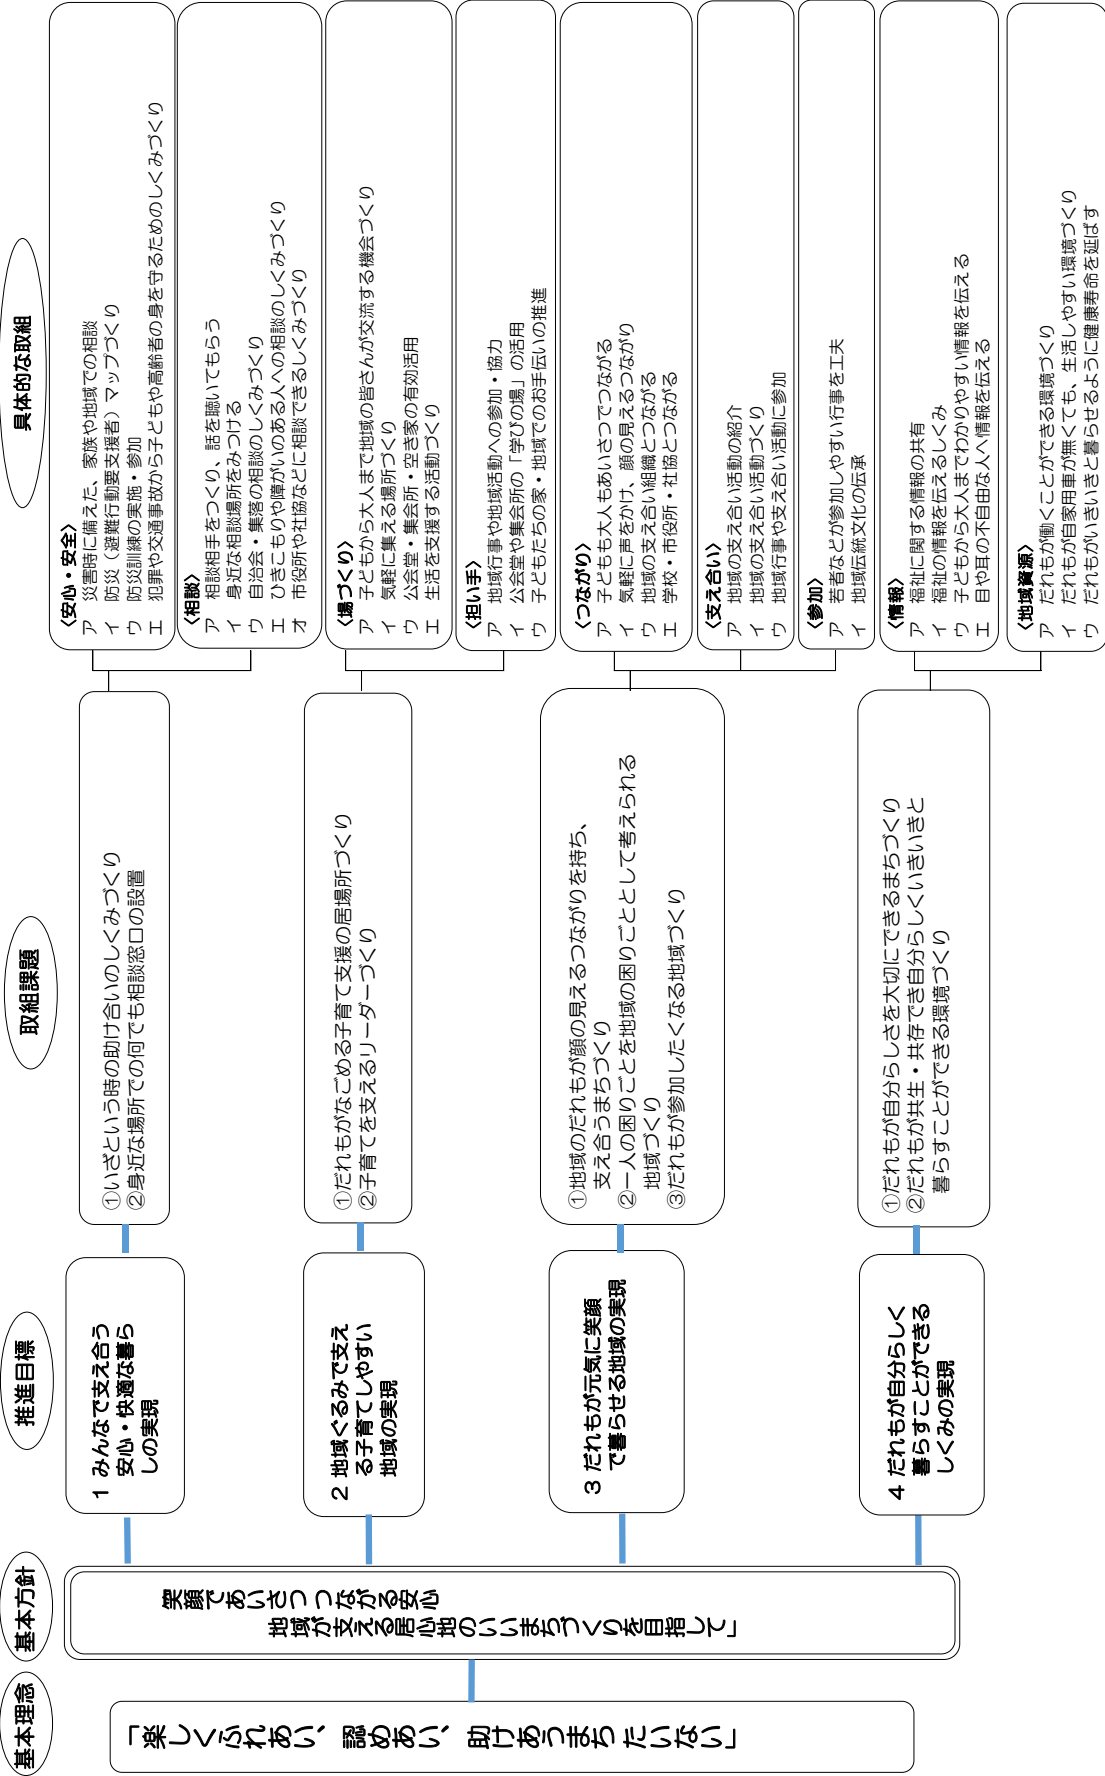 基本理念
「楽しくふれあい、認めあい、助けあうまち たいない」
基本方針
笑顔であいさつ つながる安心
地域が支える居心地のいいまちづくりを目指して」
推進目標
1 みんなで支え合う
安心・快適な暮ら
しの実現
2 地域ぐるみで支え
る子育てしやすい
地域の実現
3 だれもが元気に笑顔
で暮らせる地域の実現
4 だれもが自分らしく
暮らすことができる
しくみの実現
取組課題
①いざという時の助け合いのしくみづくり
②身近な場所での何でも相談窓口の設置
①だれもがなごめる子育て支援の居場所づくり
②子育てを支えるリーダーづくり
①地域のだれもが顔の見えるつながりを持ち、
支え合うまちづくり
②一人の困りごとを地域の困りごととして考えられる
地域づくり
③だれもが参加したくなる地域づくり
①だれもが自分らしさを大切にできるまちづくり
②だれもが共生・共存でき自分らしくいきいきと
暮らすことができる環境づくり
具体的な取組
〈安心・安全〉
ア 災害時に備えた、家族や地域での相談
イ 防災（避難行動要支援者）マップづくり
ウ 防災訓練の実施・参加
エ 犯罪や交通事故から子どもや高齢者の身を守るためのしくみづくり
〈相談〉
ア 相談相手をつくり、話を聴いてもらう
イ 身近な相談場所をみつける
ウ 自治会・集落の相談のしくみづくり
エ ひきこもりや障がいのある人への相談のしくみづくり
オ 市役所や社協などに相談できるしくみづくり
〈場づくり〉
ア 子どもから大人まで地域の皆さんが交流する機会づくり
イ 気軽に集える場所づくり
ウ 公会堂・集会所・空き家の有効活用
エ 生活を支援する活動づくり
〈担い手〉
ア 地域行事や地域活動への参加・協力
イ 公会堂や集会所の「学びの場」の活用
ウ 子どもたちの家・地域でのお手伝いの推進
〈つながり〉
ア 子どもも大人もあいさつでつながる
イ 気軽に声をかけ、顔の見えるつながり
ウ 地域の支え合い組織とつながる
エ 学校・市役所・社協とつながる
〈支え合い〉
ア 地域の支え合い活動の紹介
イ 地域の支え合い活動づくり
ウ 地域行事や支え合い活動に参加
〈参加〉
ア 若者などが参加しやすい行事を工夫
イ 地域伝統文化の伝承
〈情報〉
ア 福祉に関する情報の共有
イ 福祉の情報を伝えるしくみ
ウ 子どもから大人までわかりやすい情報を伝える
エ 目や耳の不自由な人へ情報を伝える
〈地域資源〉
ア だれもが働くことができる環境づくり
イ だれもが自家用車が無くても、生活しやすい環境づくり
ウ だれもがいきいきと暮らせるように健康寿命を延ばす